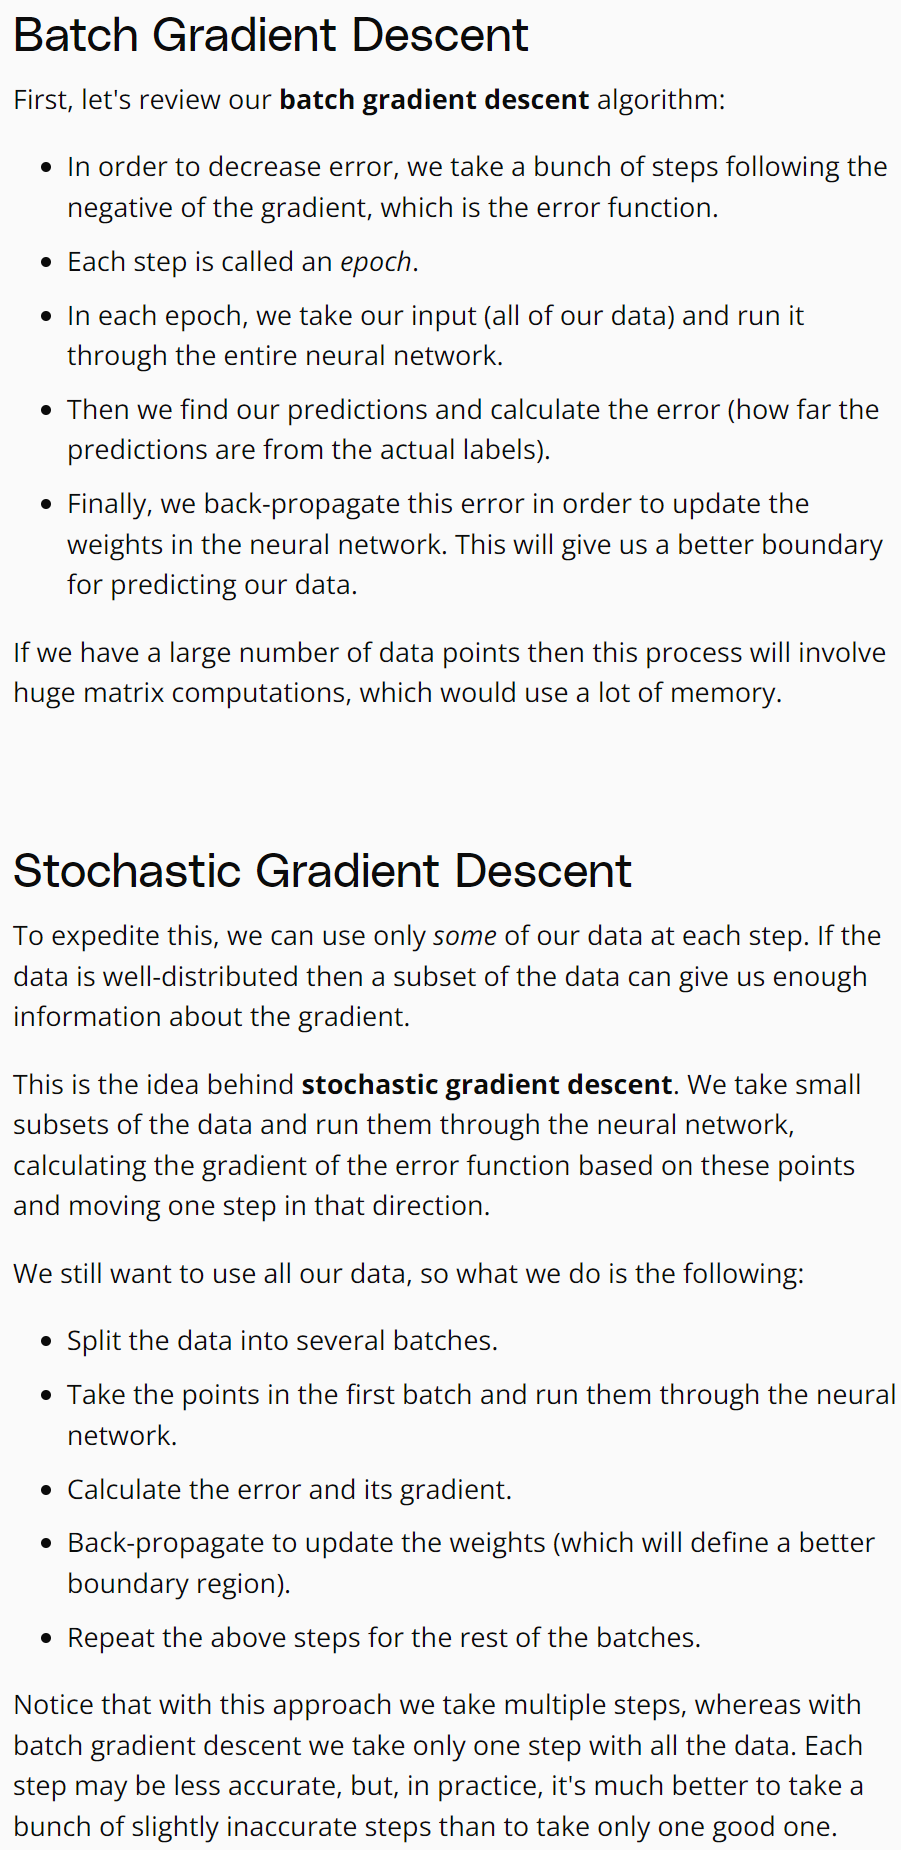 Batch Gradient Descent
First, let's review our batch gradient descent algorithm:
• In order to decrease error, we take a bunch of steps following the
negative of the gradient, which is the error function.
• Each step is called an epoch.
• In each epoch, we take our input (all of our data) and run it
through the entire neural network.
• Then we find our predictions and calculate the error (how far the
predictions are from the actual labels).
• Finally, we back-propagate this error in order to update the
weights in the neural network. This will give us a better boundary
for predicting our data.
If we have a large number of data points then this process will involve
huge matrix computations, which would use a lot of memory.
Stochastic Gradient Descent
To expedite this, we can use only some of our data at each step. If the
data is well-distributed then a subset of the data can give us enough
information about the gradient.
This is the idea behind stochastic gradient descent. We take small
subsets of the data and run them through the neural network,
calculating the gradient of the error function based on these points
and moving one step in that direction.
We still want to use all our data, so what we do is the following:
• Split the data into several batches.
• Take the points in the first batch and run them through the neural
network.
• Calculate the error and its gradient.
• Back-propagate to update the weights (which will define a better
boundary region).
• Repeat the above steps for the rest of the batches.
Notice that with this approach we take multiple steps, whereas with
batch gradient descent we take only one step with all the data. Each
step may be less accurate, but, in practice, it's much better to take a
bunch of slightly inaccurate steps than to take only one good one.